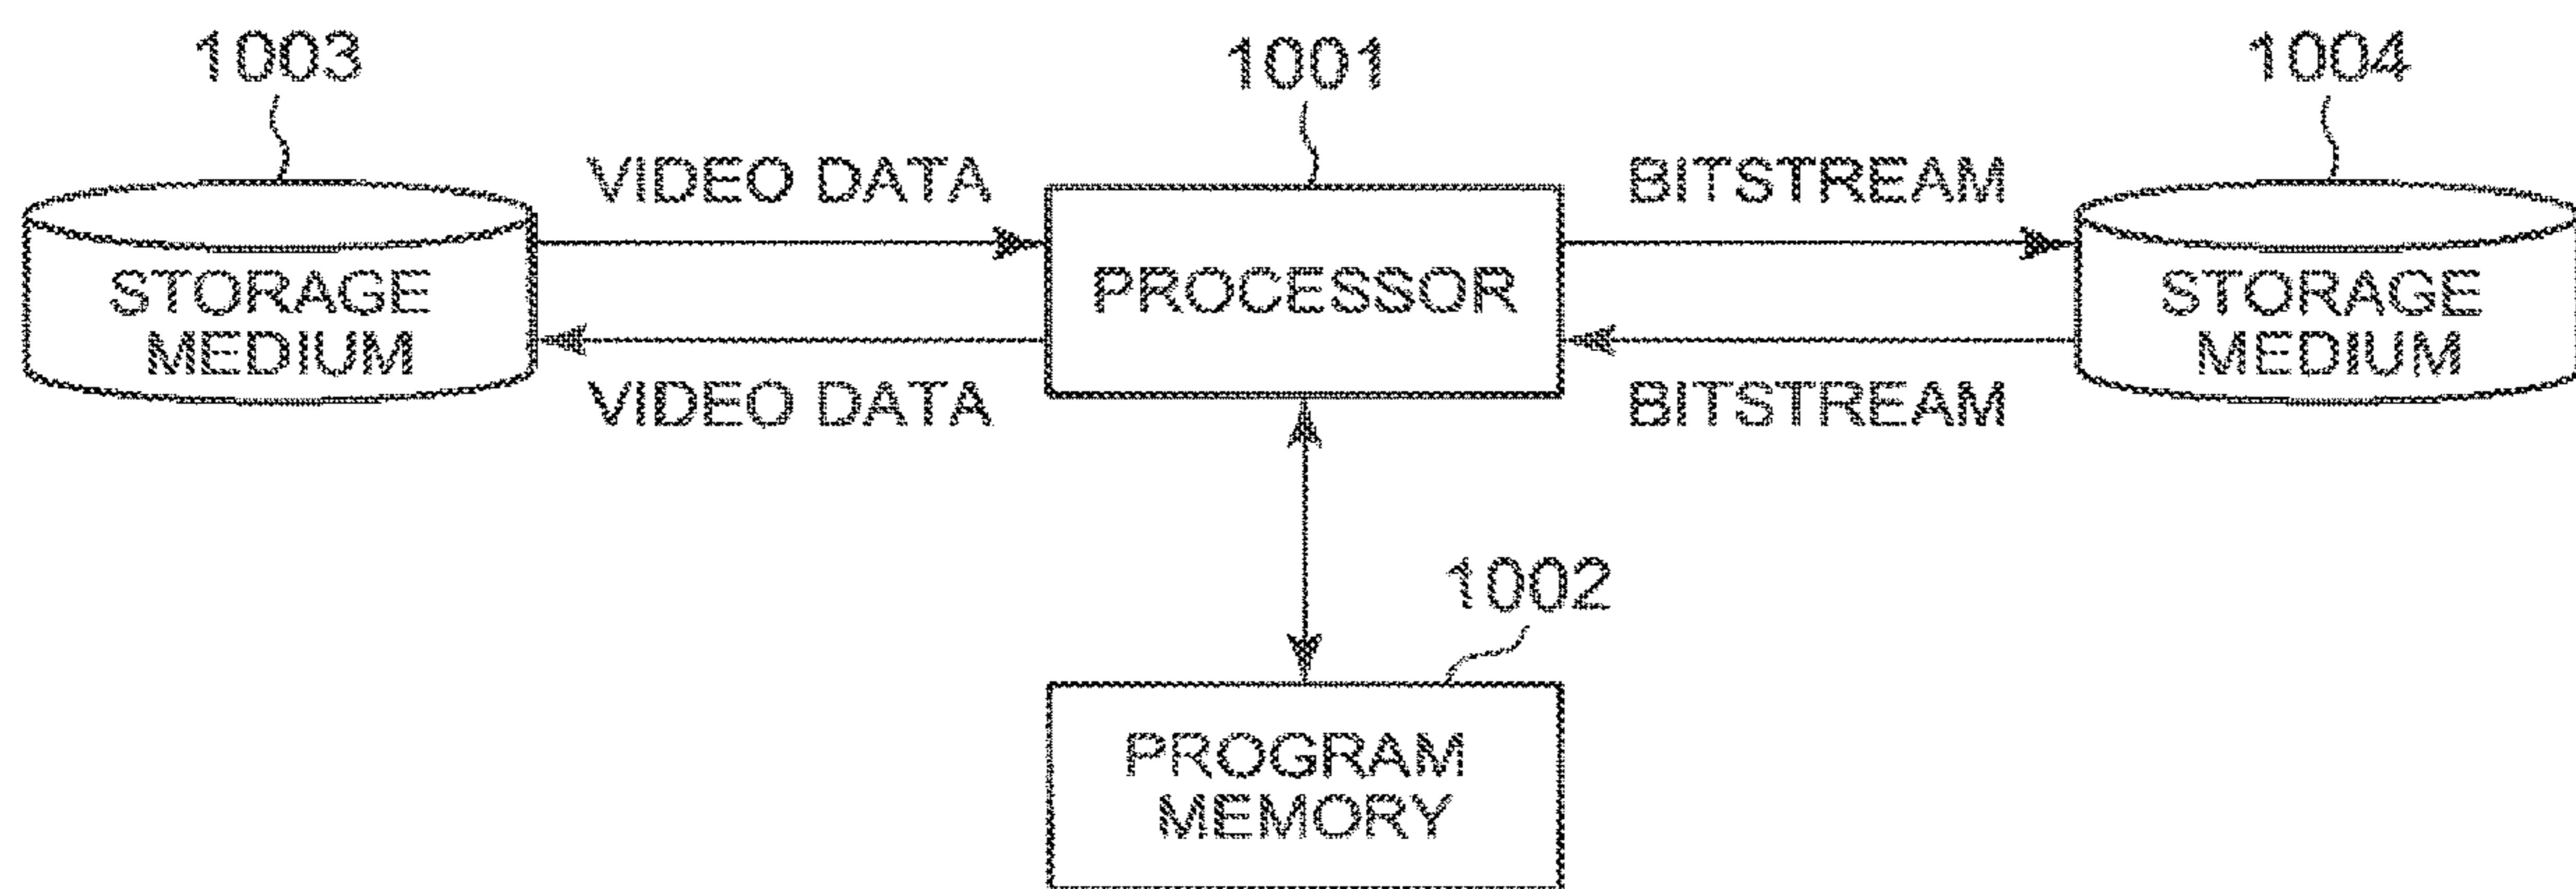 1003
1001
1004
VIDEO DATA
BITSTREAM
STORAGE
MEDIUM
PROCESSOR
STORAGE
MEDIUM
VIDEO DATA
BITSTREAM
1002
PROGRAM
MEMORY